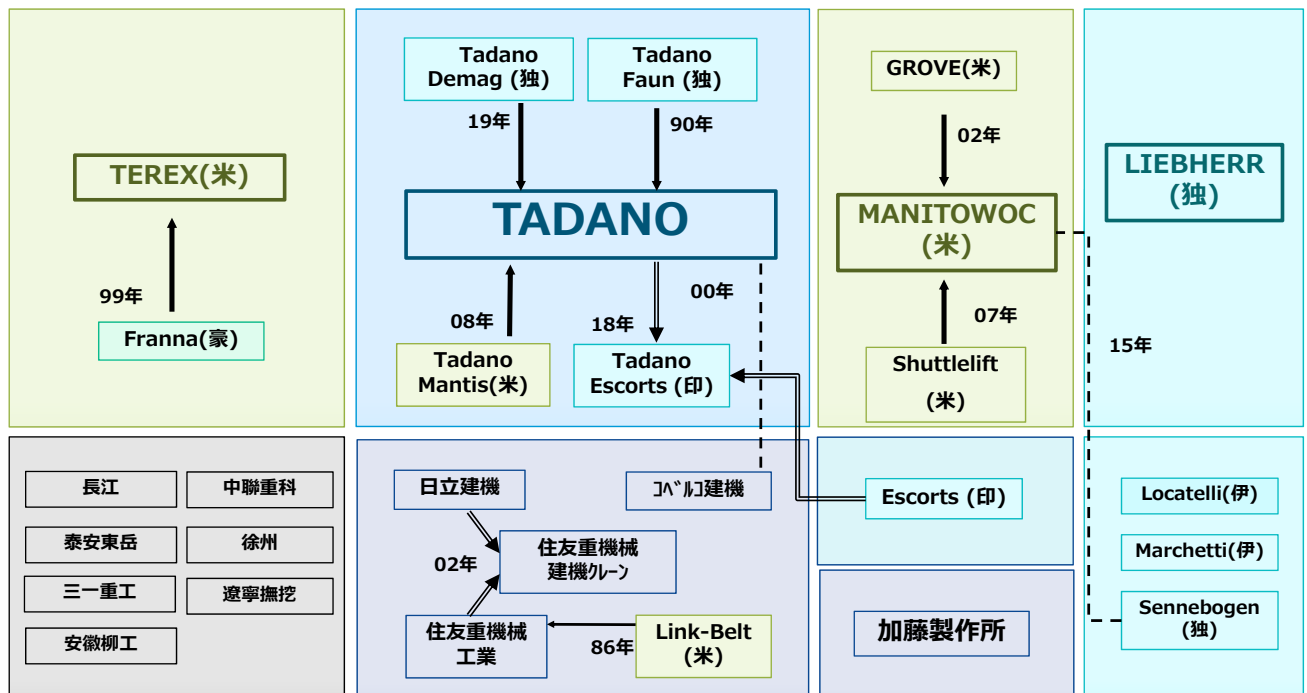 TEREX(米)
99年
Franna(豪)
Tadano
Demag (独)
Tadano
Faun (独)
19年
90年
TADANO
00年
08年
18年
Tadano
Mantis(米)
Tadano
Escorts (印)
GROVE(米)
02年
MANITOWOC
(米)
07年
Shuttlelift
(米)
LIEBHERR
(独)
15年
長江
中聯重科
泰安東岳
徐州
三一重工
遼寧撫挖
安徽柳工
日立建機
コベルコ建機
02年
住友重機械
建機クレーン
住友重機械
工業
86年
Link-Belt
(米)
Escorts (印)
加藤製作所
Locatelli(伊)
Marchetti(伊)
Sennebogen
(独)